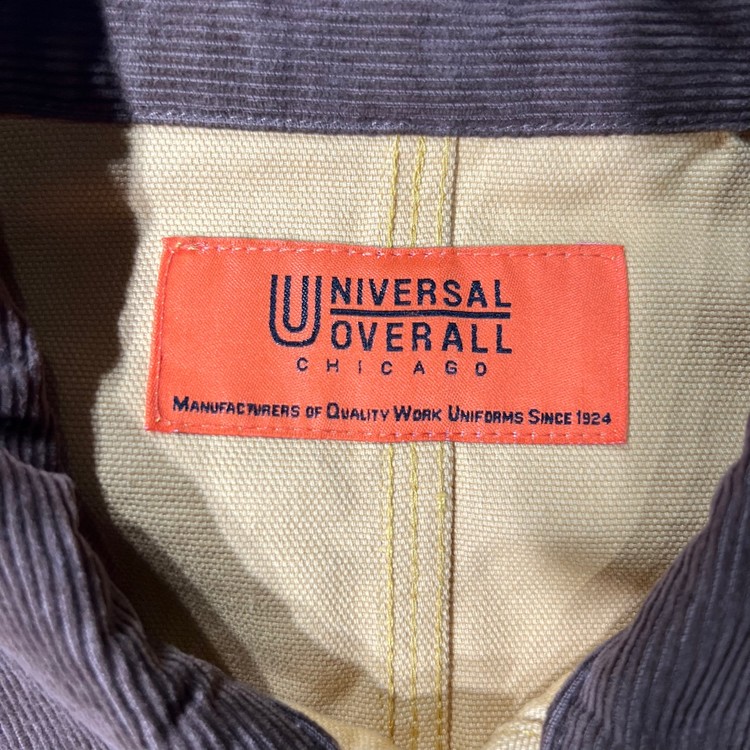 UNIVERSAL
OVERALL
CHICAGO
MANUFACTURERS OF QUALITY WORK UNIFORMS SINCE 1924